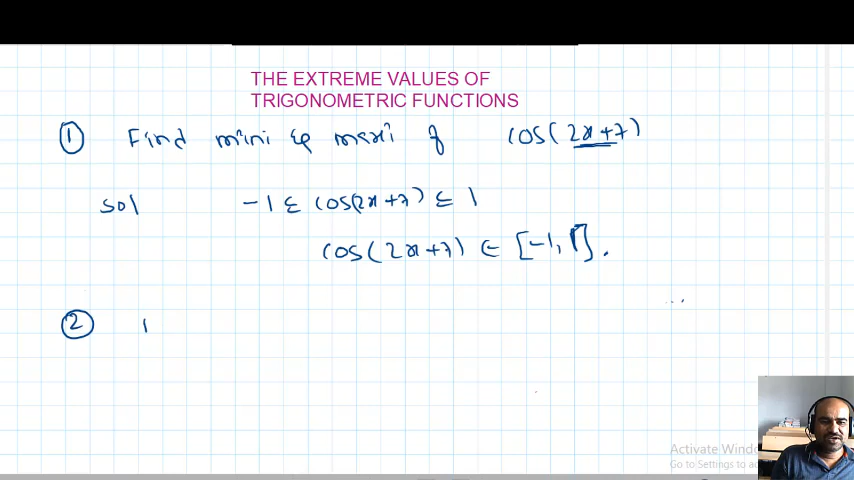 THE EXTREME VALUES OF
TRIGONOMETRIC FUNCTIONS
① Find mini & maxi of cos(2x+7)
sol -1 ≤ cos(2x+7) ≤ 1
cos(2x+7) ∈ [-1, 1].
②
Activate Windo
Go to Settings to a